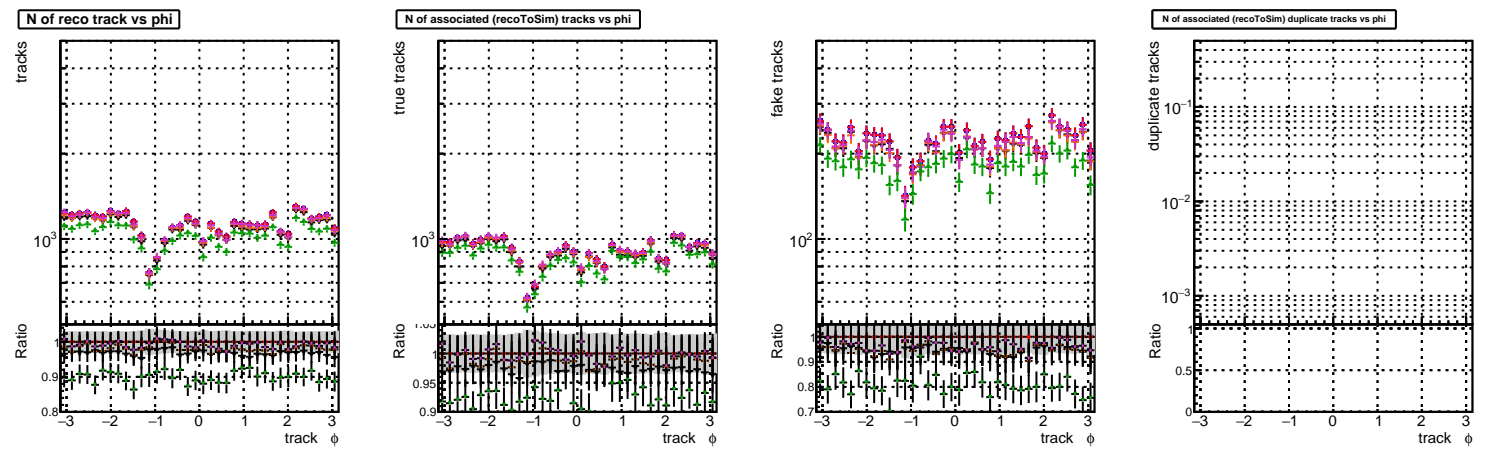 N of reco track vs phi
tracks
10³
Ratio
1
0.9
0.8
−3 −2 −1 0 1 2 3
track ϕ
N of associated (recoToSim) tracks vs phi
true tracks
10³
Ratio
1
0.95
0.9
−3 −2 −1 0 1 2 3
track ϕ
fake tracks
10²
Ratio
1
0.9
0.8
0.7
−3 −2 −1 0 1 2 3
track ϕ
N of associated (recoToSim) duplicate tracks vs phi
duplicate tracks
10⁻¹
10⁻²
10⁻³
Ratio
1
0.5
0
−3 −2 −1 0 1 2 3
track ϕ